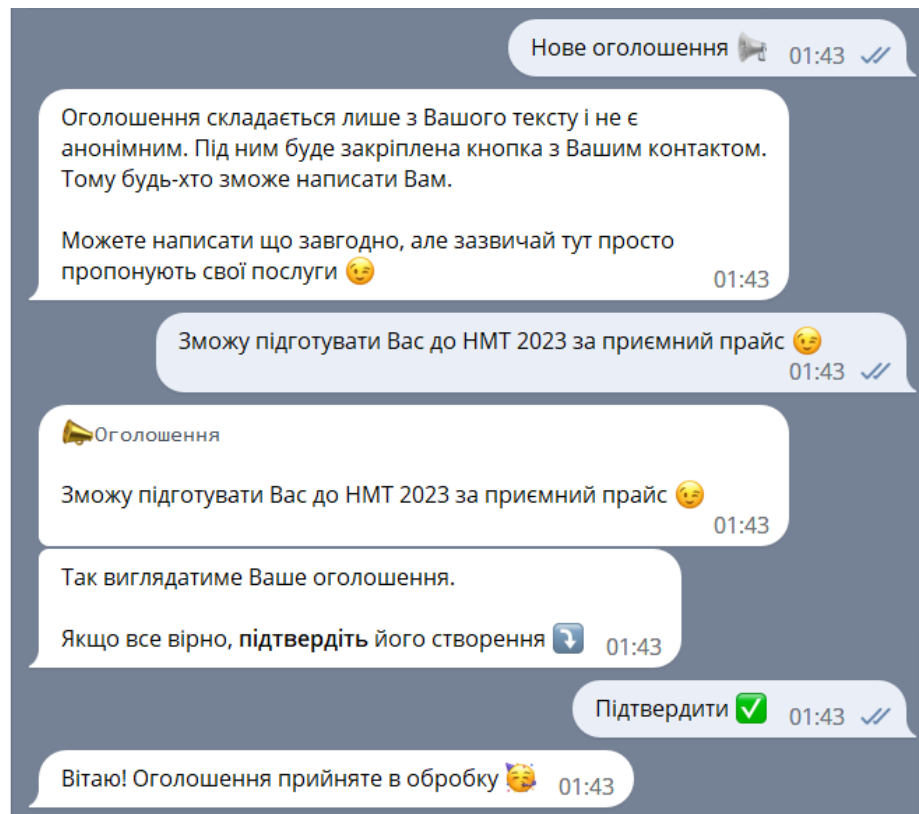 Нове оголошення 📢 01:43
Оголошення складається лише з Вашого тексту і не є
анонімним. Під ним буде закріплена кнопка з Вашим контактом.
Тому будь-хто зможе написати Вам.
Можете написати що завгодно, але зазвичай тут просто
пропонують свої послуги 😉 01:43
Зможу підготувати Вас до НМТ 2023 за приємний прайс 😉
01:43
📣Оголошення
Зможу підготувати Вас до НМТ 2023 за приємний прайс 😉
01:43
Так виглядатиме Ваше оголошення.
Якщо все вірно, підтвердіть його створення ⤵️ 01:43
Підтвердити ✅ 01:43
Вітаю! Оголошення прийняте в обробку 🥳 01:43